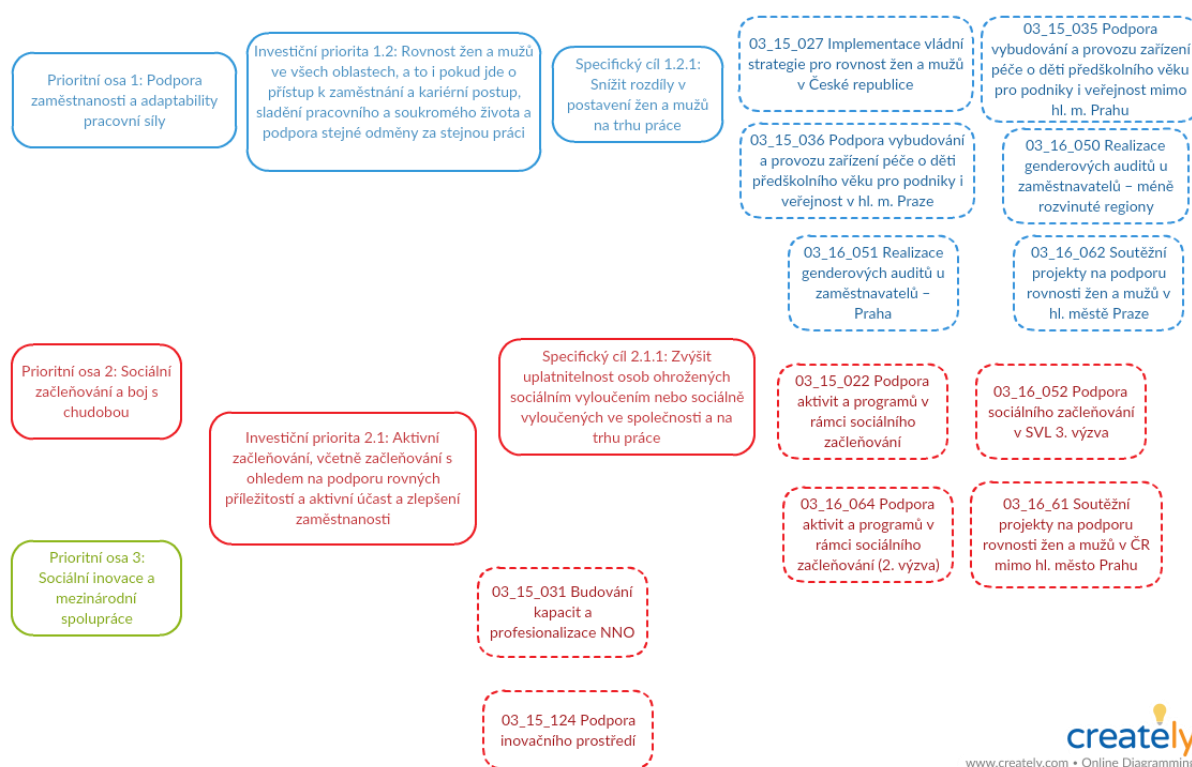 Prioritní osa 1: Podpora
zaměstnanosti a adaptability
pracovní síly
Investiční priorita 1.2: Rovnost žen a mužů
ve všech oblastech, a to i pokud jde o
přístup k zaměstnání a kariérní postup,
sladění pracovního a soukromého života a
podpora stejné odměny za stejnou práci
Specifický cíl 1.2.1:
Snížit rozdíly v
postavení žen a mužů
na trhu práce
03_15_027 Implementace vládní
strategie pro rovnost žen a mužů
v České republice
03_15_035 Podpora
vybudování a provozu zařízení
péče o děti předškolního věku
pro podniky i veřejnost mimo
hl. m. Prahu
03_15_036 Podpora vybudování
a provozu zařízení péče o děti
předškolního věku pro podniky i
veřejnost v hl. m. Praze
03_16_050 Realizace
genderových auditů u
zaměstnavatelů – méně
rozvinuté regiony
03_16_051 Realizace
genderových auditů u
zaměstnavatelů –
Praha
03_16_062 Soutěžní
projekty na podporu
rovnosti žen a mužů v
hl. městě Praze
Prioritní osa 2: Sociální
začleňování a boj s
chudobou
Investiční priorita 2.1: Aktivní
začleňování, včetně začleňování s
ohledem na podporu rovných
příležitostí a aktivní účast a zlepšení
zaměstnanosti
Specifický cíl 2.1.1: Zvýšit
uplatnitelnost osob ohrožených
sociálním vyloučením nebo sociálně
vyloučených ve společnosti a na
trhu práce
03_15_022 Podpora
aktivit a programů v
rámci sociálního
začleňování
03_16_052 Podpora
sociálního začleňování
v SVL 3. výzva
03_16_064 Podpora
aktivit a programů v
rámci sociálního
začleňování (2. výzva)
03_16_61 Soutěžní
projekty na podporu
rovnosti žen a mužů v ČR
mimo hl. město Prahu
Prioritní osa 3:
Sociální inovace a
mezinárodní
spolupráce
03_15_031 Budování
kapacit a
profesionalizace NNO
03_15_124 Podpora
inovačního prostředí
creately
www.creately.com • Online Diagramming